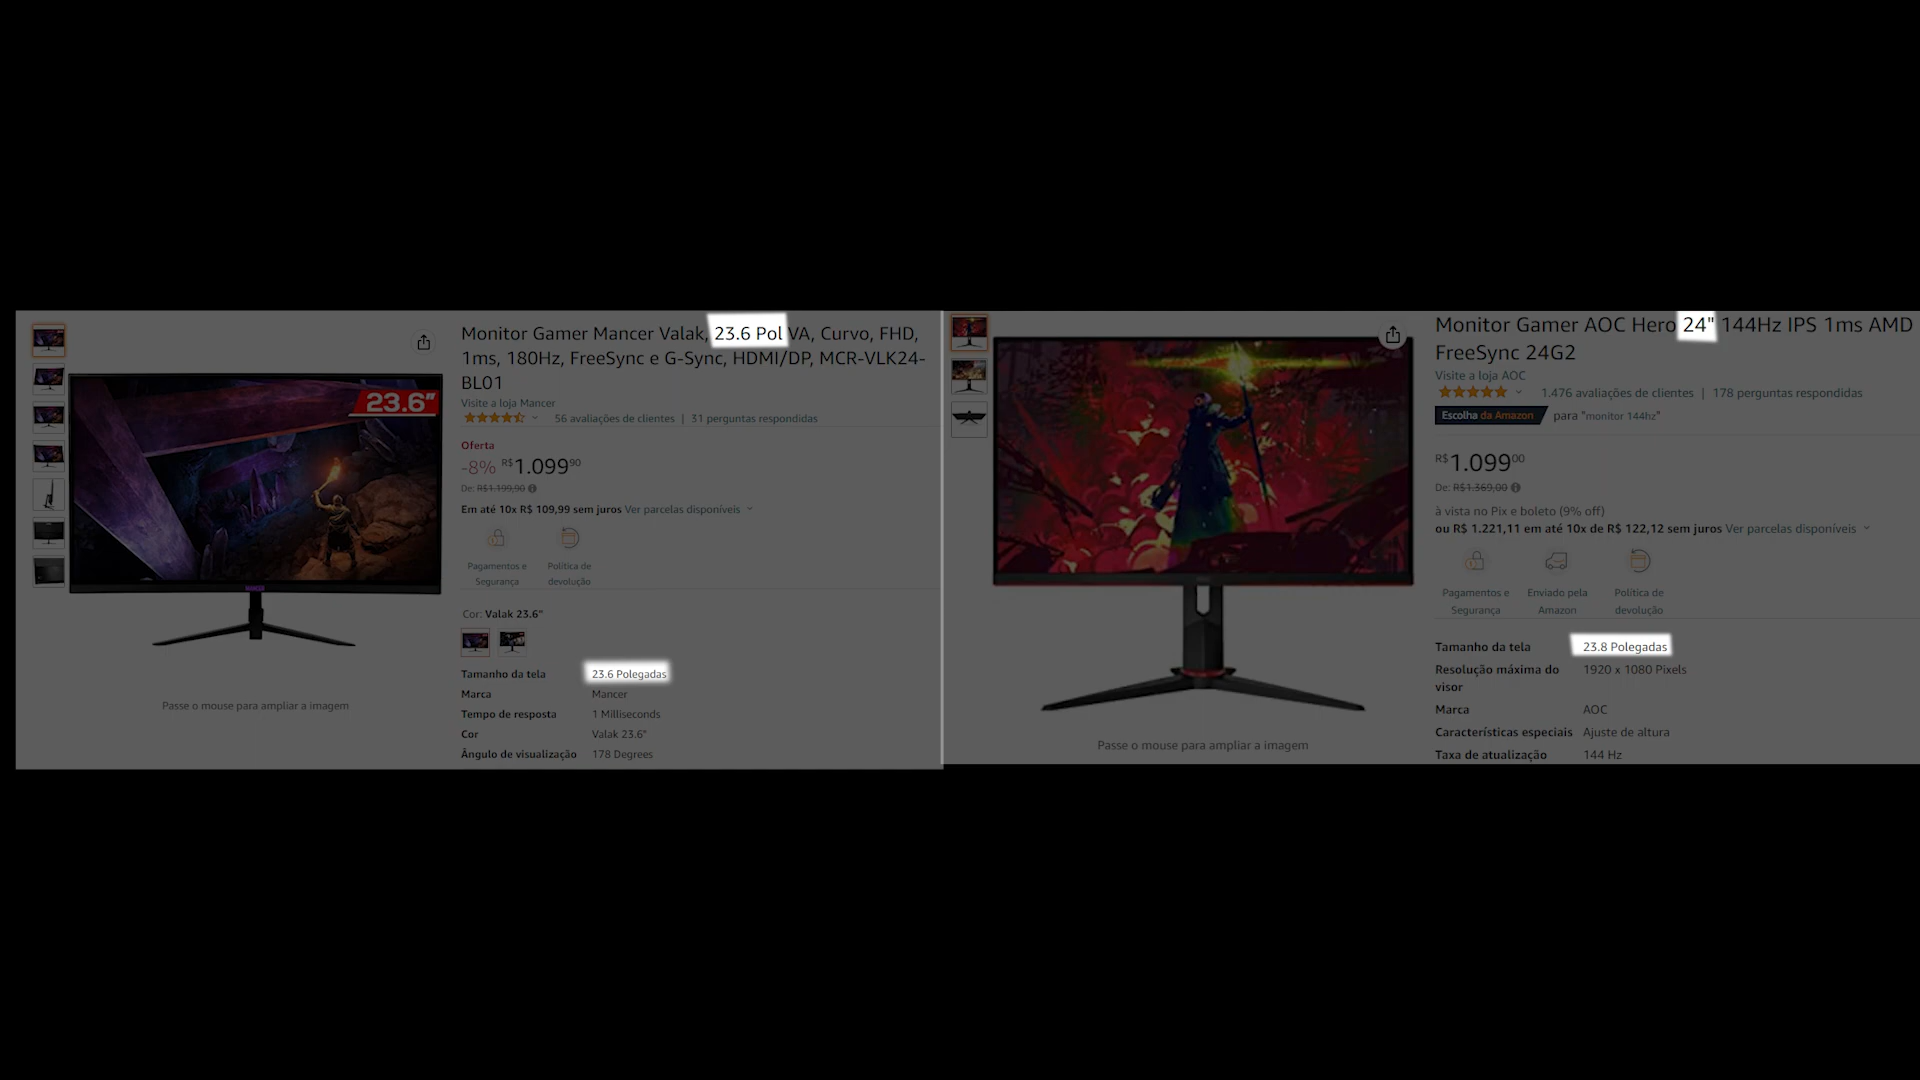 23.6"
Passe o mouse para ampliar a imagem
Monitor Gamer Mancer Valak, 23.6 Pol VA, Curvo, FHD,
1ms, 180Hz, FreeSync e G-Sync, HDMI/DP, MCR-VLK24-
BL01
Visite a loja Mancer
56 avaliações de clientes | 31 perguntas respondidas
Oferta
-8% R$1.09990
De: R$1.199,90
Em até 10x R$ 109,99 sem juros Ver parcelas disponíveis
Pagamentos e
Segurança
Política de
devolução
Cor: Valak 23.6"
Tamanho da tela 23.6 Polegadas
Marca Mancer
Tempo de resposta 1 Milliseconds
Cor Valak 23.6"
Ângulo de visualização 178 Degrees
Passe o mouse para ampliar a imagem
Monitor Gamer AOC Hero 24" 144Hz IPS 1ms AMD
FreeSync 24G2
Visite a loja AOC
1.476 avaliações de clientes | 178 perguntas respondidas
Escolha da Amazon para "monitor 144hz"
R$1.09900
De: R$1.369,00
à vista no Pix e boleto (9% off)
ou R$ 1.221,11 em até 10x de R$ 122,12 sem juros Ver parcelas disponíveis
Pagamentos e
Segurança
Enviado pela
Amazon
Política de
devolução
Tamanho da tela 23.8 Polegadas
Resolução máxima do 1920 x 1080 Pixels
visor
Marca AOC
Características especiais Ajuste de altura
Taxa de atualização 144 Hz